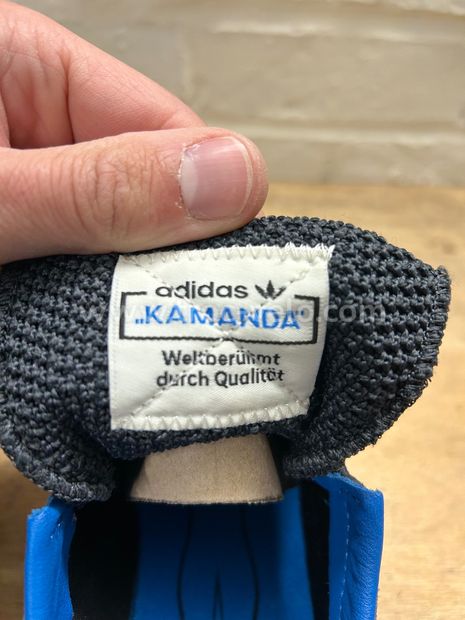 adidas
„KAMANDA“
Weltberühmt
durch Qualität